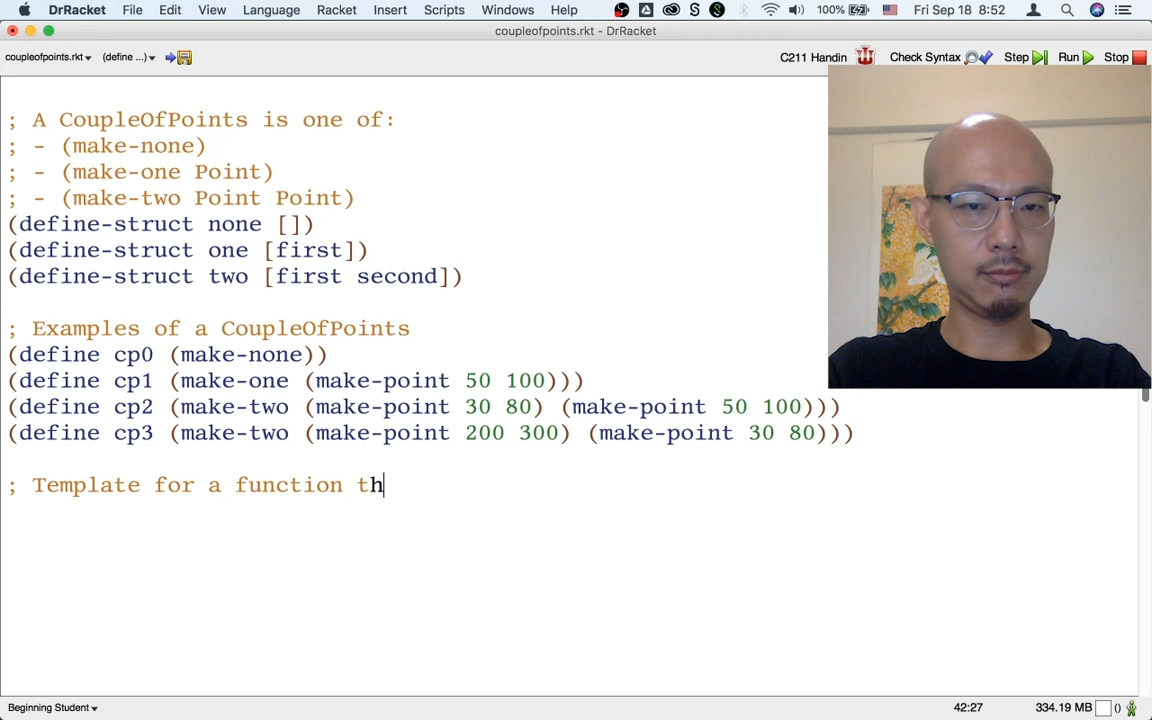 DrRacket File Edit View Language Racket Insert Scripts Windows Help 100% Fri Sep 18 8:52
coupleofpoints.rkt - DrRacket
coupleofpoints.rkt (define ...) C211 Handin Check Syntax Step Run Stop
; A CoupleOfPoints is one of:
; - (make-none)
; - (make-one Point)
; - (make-two Point Point)
(define-struct none [])
(define-struct one [first])
(define-struct two [first second])
; Examples of a CoupleOfPoints
(define cp0 (make-none))
(define cp1 (make-one (make-point 50 100)))
(define cp2 (make-two (make-point 30 80) (make-point 50 100)))
(define cp3 (make-two (make-point 200 300) (make-point 30 80)))
; Template for a function th
Beginning Student 42:27 334.19 MB ()